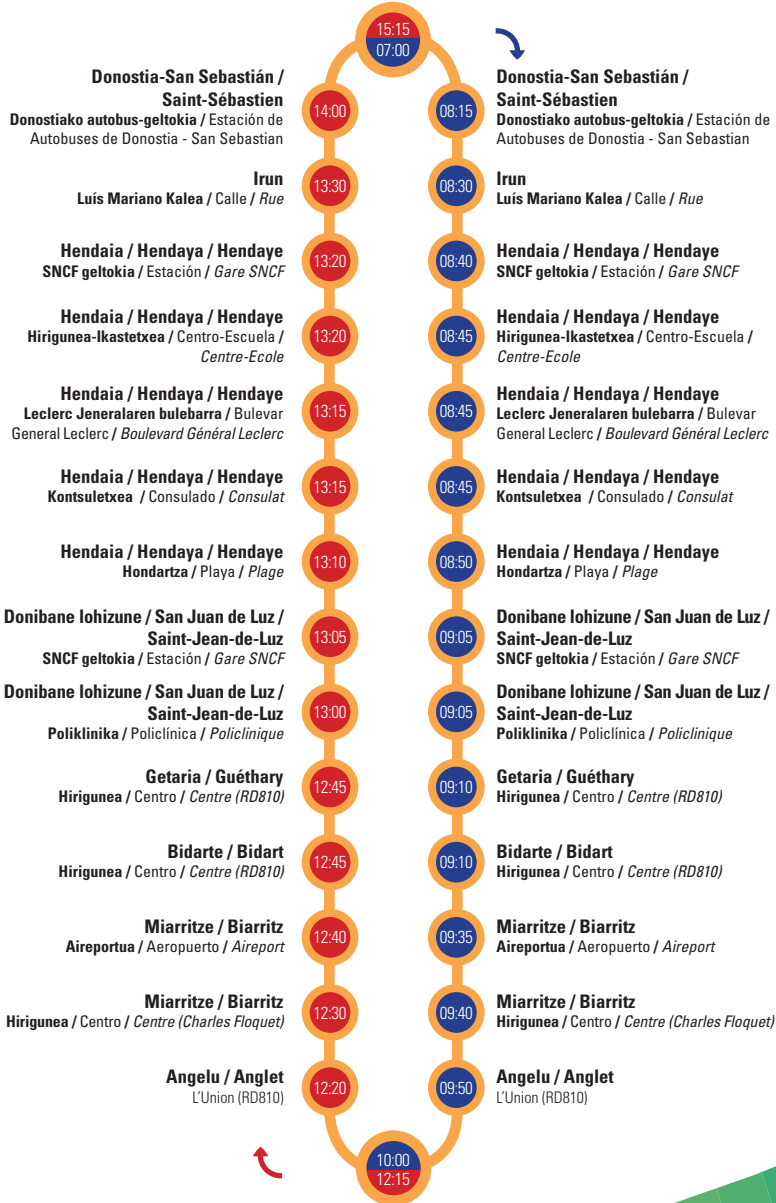 15:15
07:00
Donostia-San Sebastián /
Saint-Sébastien
Donostiako autobus-geltokia / Estación de
Autobuses de Donostia - San Sebastian
14:00
08:15
Donostia-San Sebastián /
Saint-Sébastien
Donostiako autobus-geltokia / Estación de
Autobuses de Donostia - San Sebastian
Irun
Luís Mariano Kalea / Calle / Rue
13:30
08:30
Irun
Luís Mariano Kalea / Calle / Rue
Hendaia / Hendaya / Hendaye
SNCF geltokia / Estación / Gare SNCF
13:20
08:40
Hendaia / Hendaya / Hendaye
SNCF geltokia / Estación / Gare SNCF
Hendaia / Hendaya / Hendaye
Hirigunea-Ikastetxea / Centro-Escuela /
Centre-Ecole
13:20
08:45
Hendaia / Hendaya / Hendaye
Hirigunea-Ikastetxea / Centro-Escuela /
Centre-Ecole
Hendaia / Hendaya / Hendaye
Leclerc Jeneralaren bulebarra / Bulevar
General Leclerc / Boulevard Général Leclerc
13:15
08:45
Hendaia / Hendaya / Hendaye
Leclerc Jeneralaren bulebarra / Bulevar
General Leclerc / Boulevard Général Leclerc
Hendaia / Hendaya / Hendaye
Kontsuletxea / Consulado / Consulat
13:15
08:45
Hendaia / Hendaya / Hendaye
Kontsuletxea / Consulado / Consulat
Hendaia / Hendaya / Hendaye
Hondartza / Playa / Plage
13:10
08:50
Hendaia / Hendaya / Hendaye
Hondartza / Playa / Plage
Donibane lohizune / San Juan de Luz /
Saint-Jean-de-Luz
SNCF geltokia / Estación / Gare SNCF
13:05
09:05
Donibane lohizune / San Juan de Luz /
Saint-Jean-de-Luz
SNCF geltokia / Estación / Gare SNCF
Donibane lohizune / San Juan de Luz /
Saint-Jean-de-Luz
Poliklinika / Policlínica / Policlinique
13:00
09:05
Donibane lohizune / San Juan de Luz /
Saint-Jean-de-Luz
Poliklinika / Policlínica / Policlinique
Getaria / Guéthary
Hirigunea / Centro / Centre (RD810)
12:45
09:10
Getaria / Guéthary
Hirigunea / Centro / Centre (RD810)
Bidarte / Bidart
Hirigunea / Centro / Centre (RD810)
12:45
09:10
Bidarte / Bidart
Hirigunea / Centro / Centre (RD810)
Miarritze / Biarritz
Aireportua / Aeropuerto / Aireport
12:40
09:35
Miarritze / Biarritz
Aireportua / Aeropuerto / Aireport
Miarritze / Biarritz
Hirigunea / Centro / Centre (Charles Floquet)
12:30
09:40
Miarritze / Biarritz
Hirigunea / Centro / Centre (Charles Floquet)
Angelu / Anglet
L'Union (RD810)
12:20
09:50
Angelu / Anglet
L'Union (RD810)
10:00
12:15